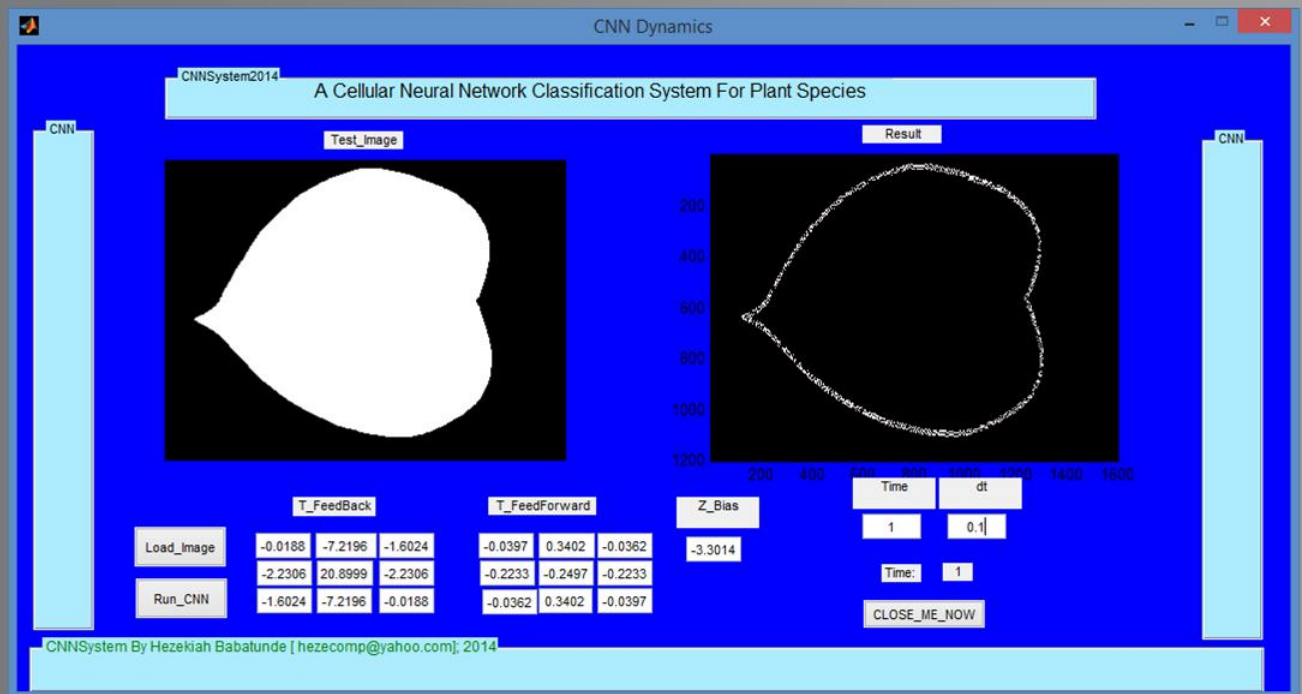 CNN Dynamics
CNNSystem2014
A Cellular Neural Network Classification System For Plant Species
CNN
CNN
Test_Image
Result
200
400
600
800
1000
1200
200 400 600 800 1000 1200 1400 1600
Time dt
1 0.1
Time: 1
CLOSE_ME_NOW
T_FeedBack
T_FeedForward
Z_Bias
Load_Image
Run_CNN
-0.0188 -7.2196 -1.6024
-2.2306 20.8999 -2.2306
-1.6024 -7.2196 -0.0188
-0.0397 0.3402 -0.0362
-0.2233 -0.2497 -0.2233
-0.0362 0.3402 -0.0397
-3.3014
CNNSystem By Hezekiah Babatunde [ hezecomp@yahoo.com]; 2014